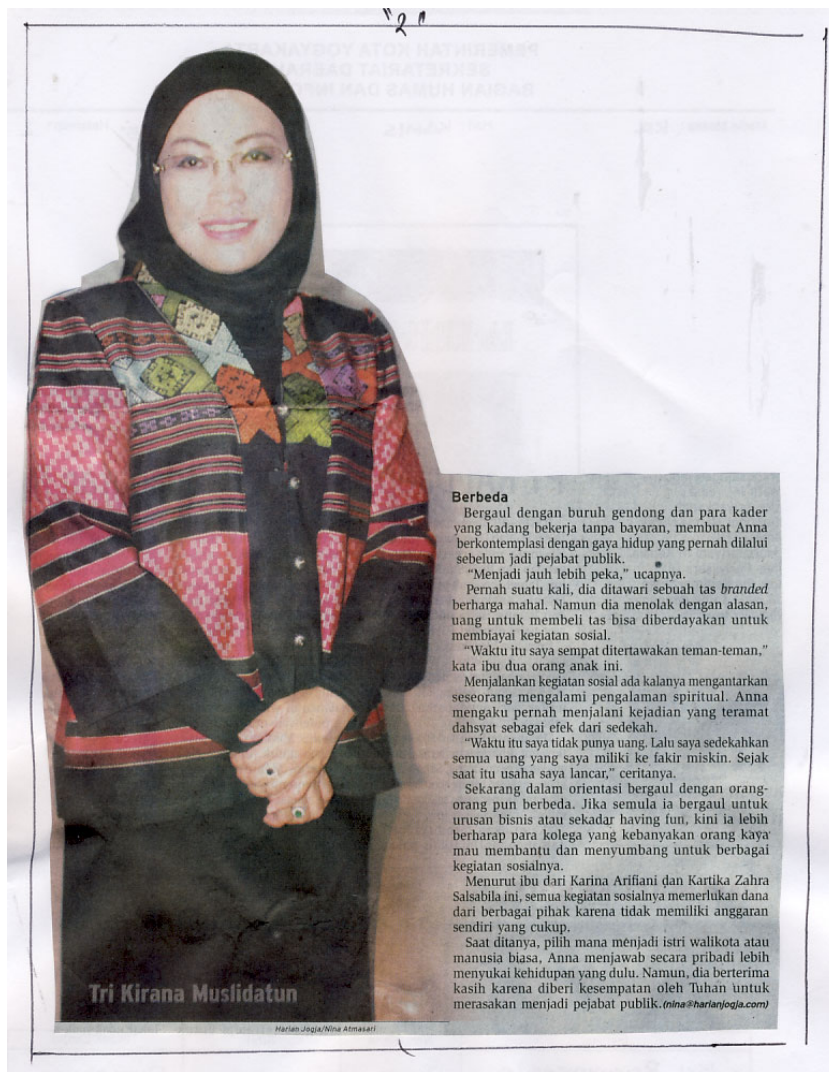 "2"
Berbeda
Bergaul dengan buruh gendong dan para kader
yang kadang bekerja tanpa bayaran, membuat Anna
berkontemplasi dengan gaya hidup yang pernah dilalui
sebelum jadi pejabat publik.
“Menjadi jauh lebih peka,” ucapnya.
Pernah suatu kali, dia ditawari sebuah tas branded
berharga mahal. Namun dia menolak dengan alasan,
uang untuk membeli tas bisa diberdayakan untuk
membiayai kegiatan sosial.
“Waktu itu saya sempat ditertawakan teman-teman,”
kata ibu dua orang anak ini.
Menjalankan kegiatan sosial ada kalanya mengantarkan
seseorang mengalami pengalaman spiritual. Anna
mengaku pernah menjalani kejadian yang teramat
dahsyat sebagai efek dari sedekah.
“Waktu itu saya tidak punya uang. Lalu saya sedekahkan
semua uang yang saya miliki ke fakir miskin. Sejak
saat itu usaha saya lancar,” ceritanya.
Sekarang dalam orientasi bergaul dengan orang-
orang pun berbeda. Jika semula ia bergaul untuk
urusan bisnis atau sekadar having fun, kini ia lebih
berharap para kolega yang kebanyakan orang kaya
mau membantu dan menyumbang untuk berbagai
kegiatan sosialnya.
Menurut ibu dari Karina Arifiani dan Kartika Zahra
Salsabila ini, semua kegiatan sosialnya memerlukan dana
dari berbagai pihak karena tidak memiliki anggaran
sendiri yang cukup.
Saat ditanya, pilih mana menjadi istri walikota atau
manusia biasa, Anna menjawab secara pribadi lebih
menyukai kehidupan yang dulu. Namun, dia berterima
kasih karena diberi kesempatan oleh Tuhan untuk
merasakan menjadi pejabat publik. (nina@harianjogja.com)
Tri Kirana Muslidatun
Harian Jogja/Nina Atmasari